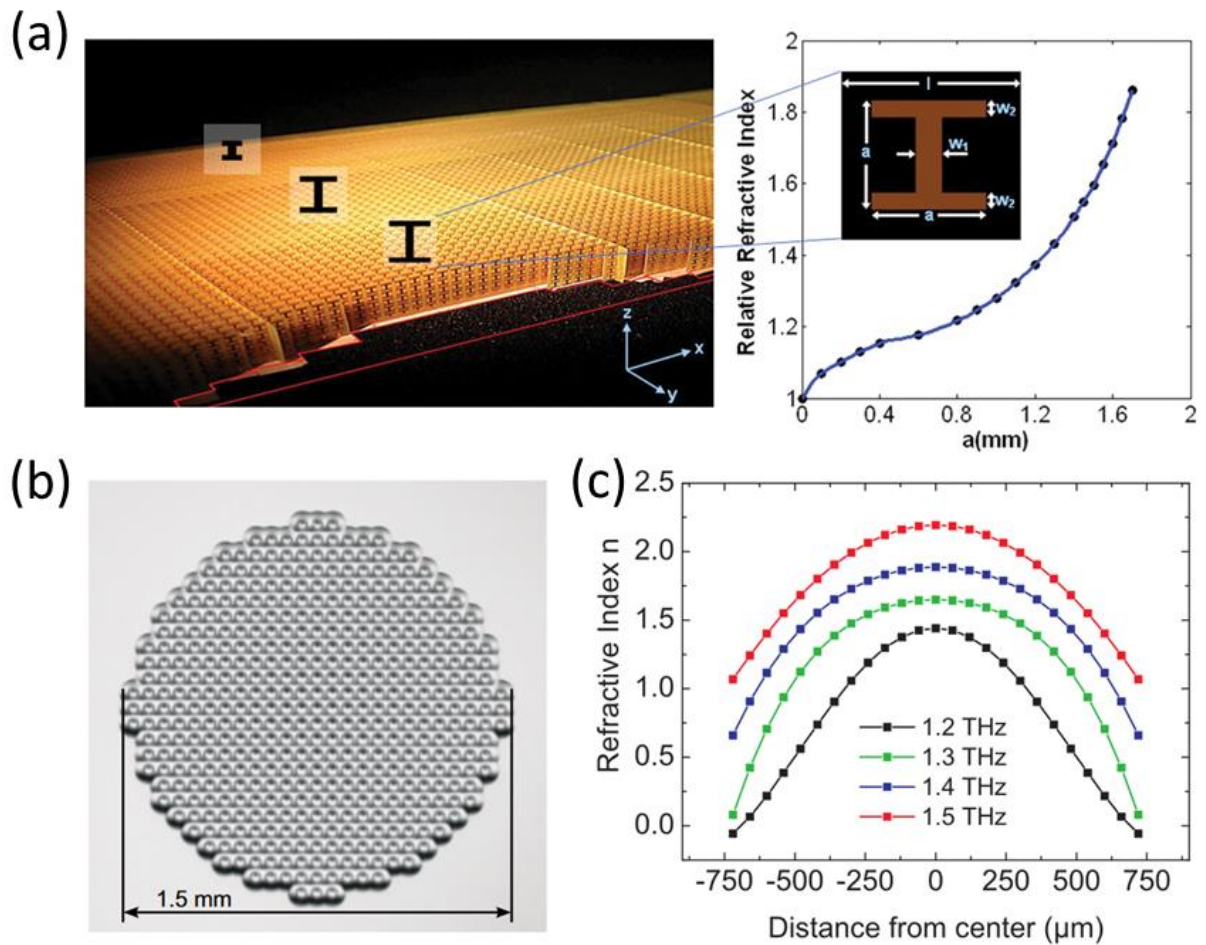 (a)
z
x
y
Relative Refractive Index
2
1.8
1.6
1.4
1.2
1
0
0.4
0.8
1.2
1.6
2
a(mm)
l
w₂
a
w₁
w₂
a
(b)
1.5 mm
(c)
Refractive Index n
2.5
2.0
1.5
1.0
0.5
0.0
1.2 THz
1.3 THz
1.4 THz
1.5 THz
-750 -500 -250 0 250 500 750
Distance from center (µm)